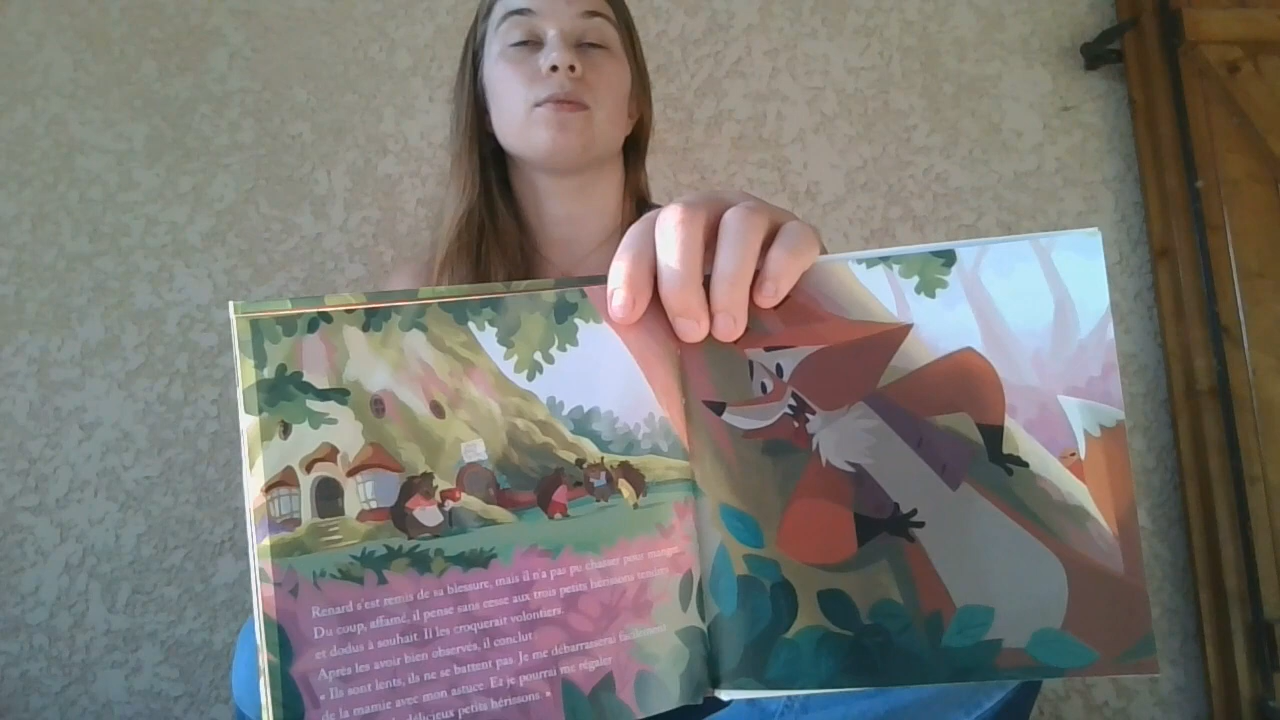 Renard s'est remis de sa blessure, mais il n'a pas pu chasser pour manger.
Du coup, affamé, il pense sans cesse aux trois petits hérissons tendres
et dodus à souhait. Il les croquerait volontiers.
Après les avoir bien observés, il conclut :
« Ils sont lents, ils ne se battent pas. Je me débarrasserai facilement
de la mamie avec mon astuce. Et je pourrai me régaler
délicieux petits hérissons. »